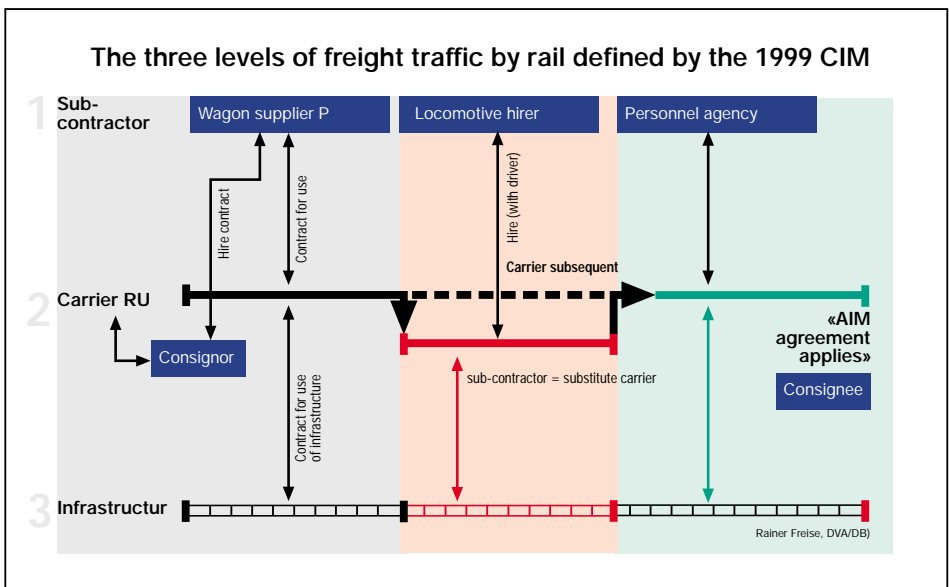 The three levels of freight traffic by rail defined by the 1999 CIM
1
Sub-
contractor
Wagon supplier P
Locomotive hirer
Personnel agency
Hire contract
Contract for use
Hire (with driver)
Carrier subsequent
2
Carrier RU
Consignor
«AIM
agreement
applies»
Consignee
sub-contractor = substitute carrier
Contract for use
of infrastructure
3
Infrastructur
Rainer Freise, DVA/DB)